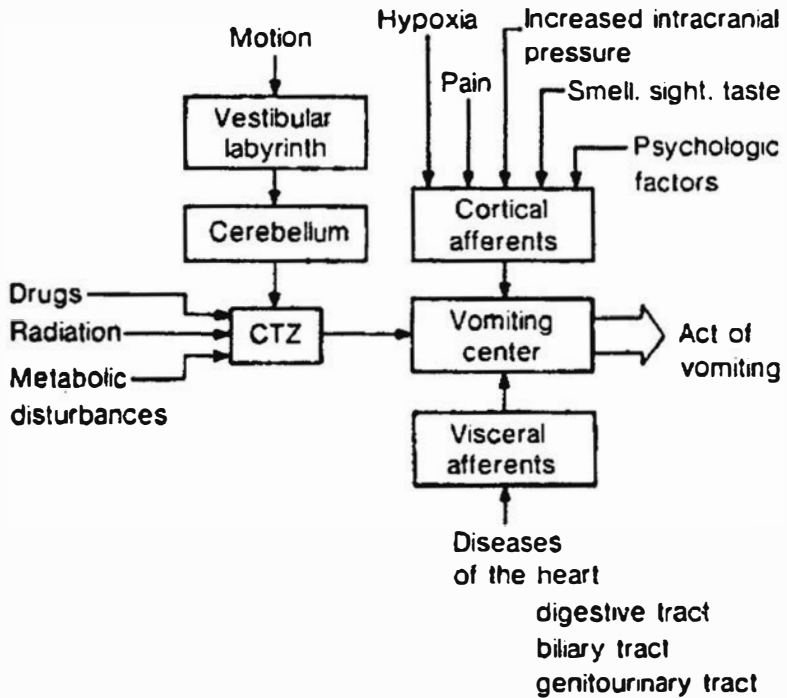 Motion
Vestibular
labyrinth
Cerebellum
Hypoxia
Pain
Increased intracranial
pressure
Smell. sight. taste
Psychologic
factors
Cortical
afferents
Drugs
Radiation
Metabolic
disturbances
CTZ
Vomiting
center
Act of
vomiting
Visceral
afferents
Diseases
of the heart
digestive tract
biliary tract
genitourinary tract